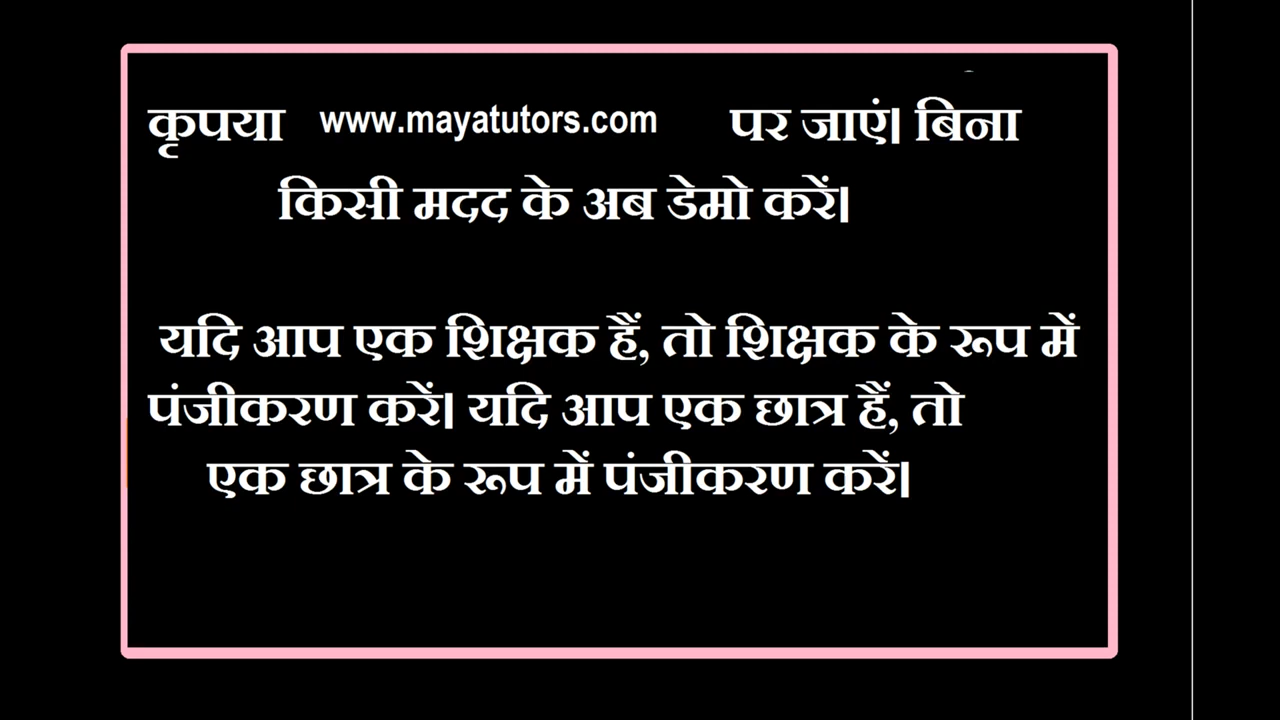 कृपया www.mayatutors.com पर जाएं। बिना
किसी मदद के अब डेमो करें।
यदि आप एक शिक्षक हैं, तो शिक्षक के रूप में
पंजीकरण करें। यदि आप एक छात्र हैं, तो
एक छात्र के रूप में पंजीकरण करें।